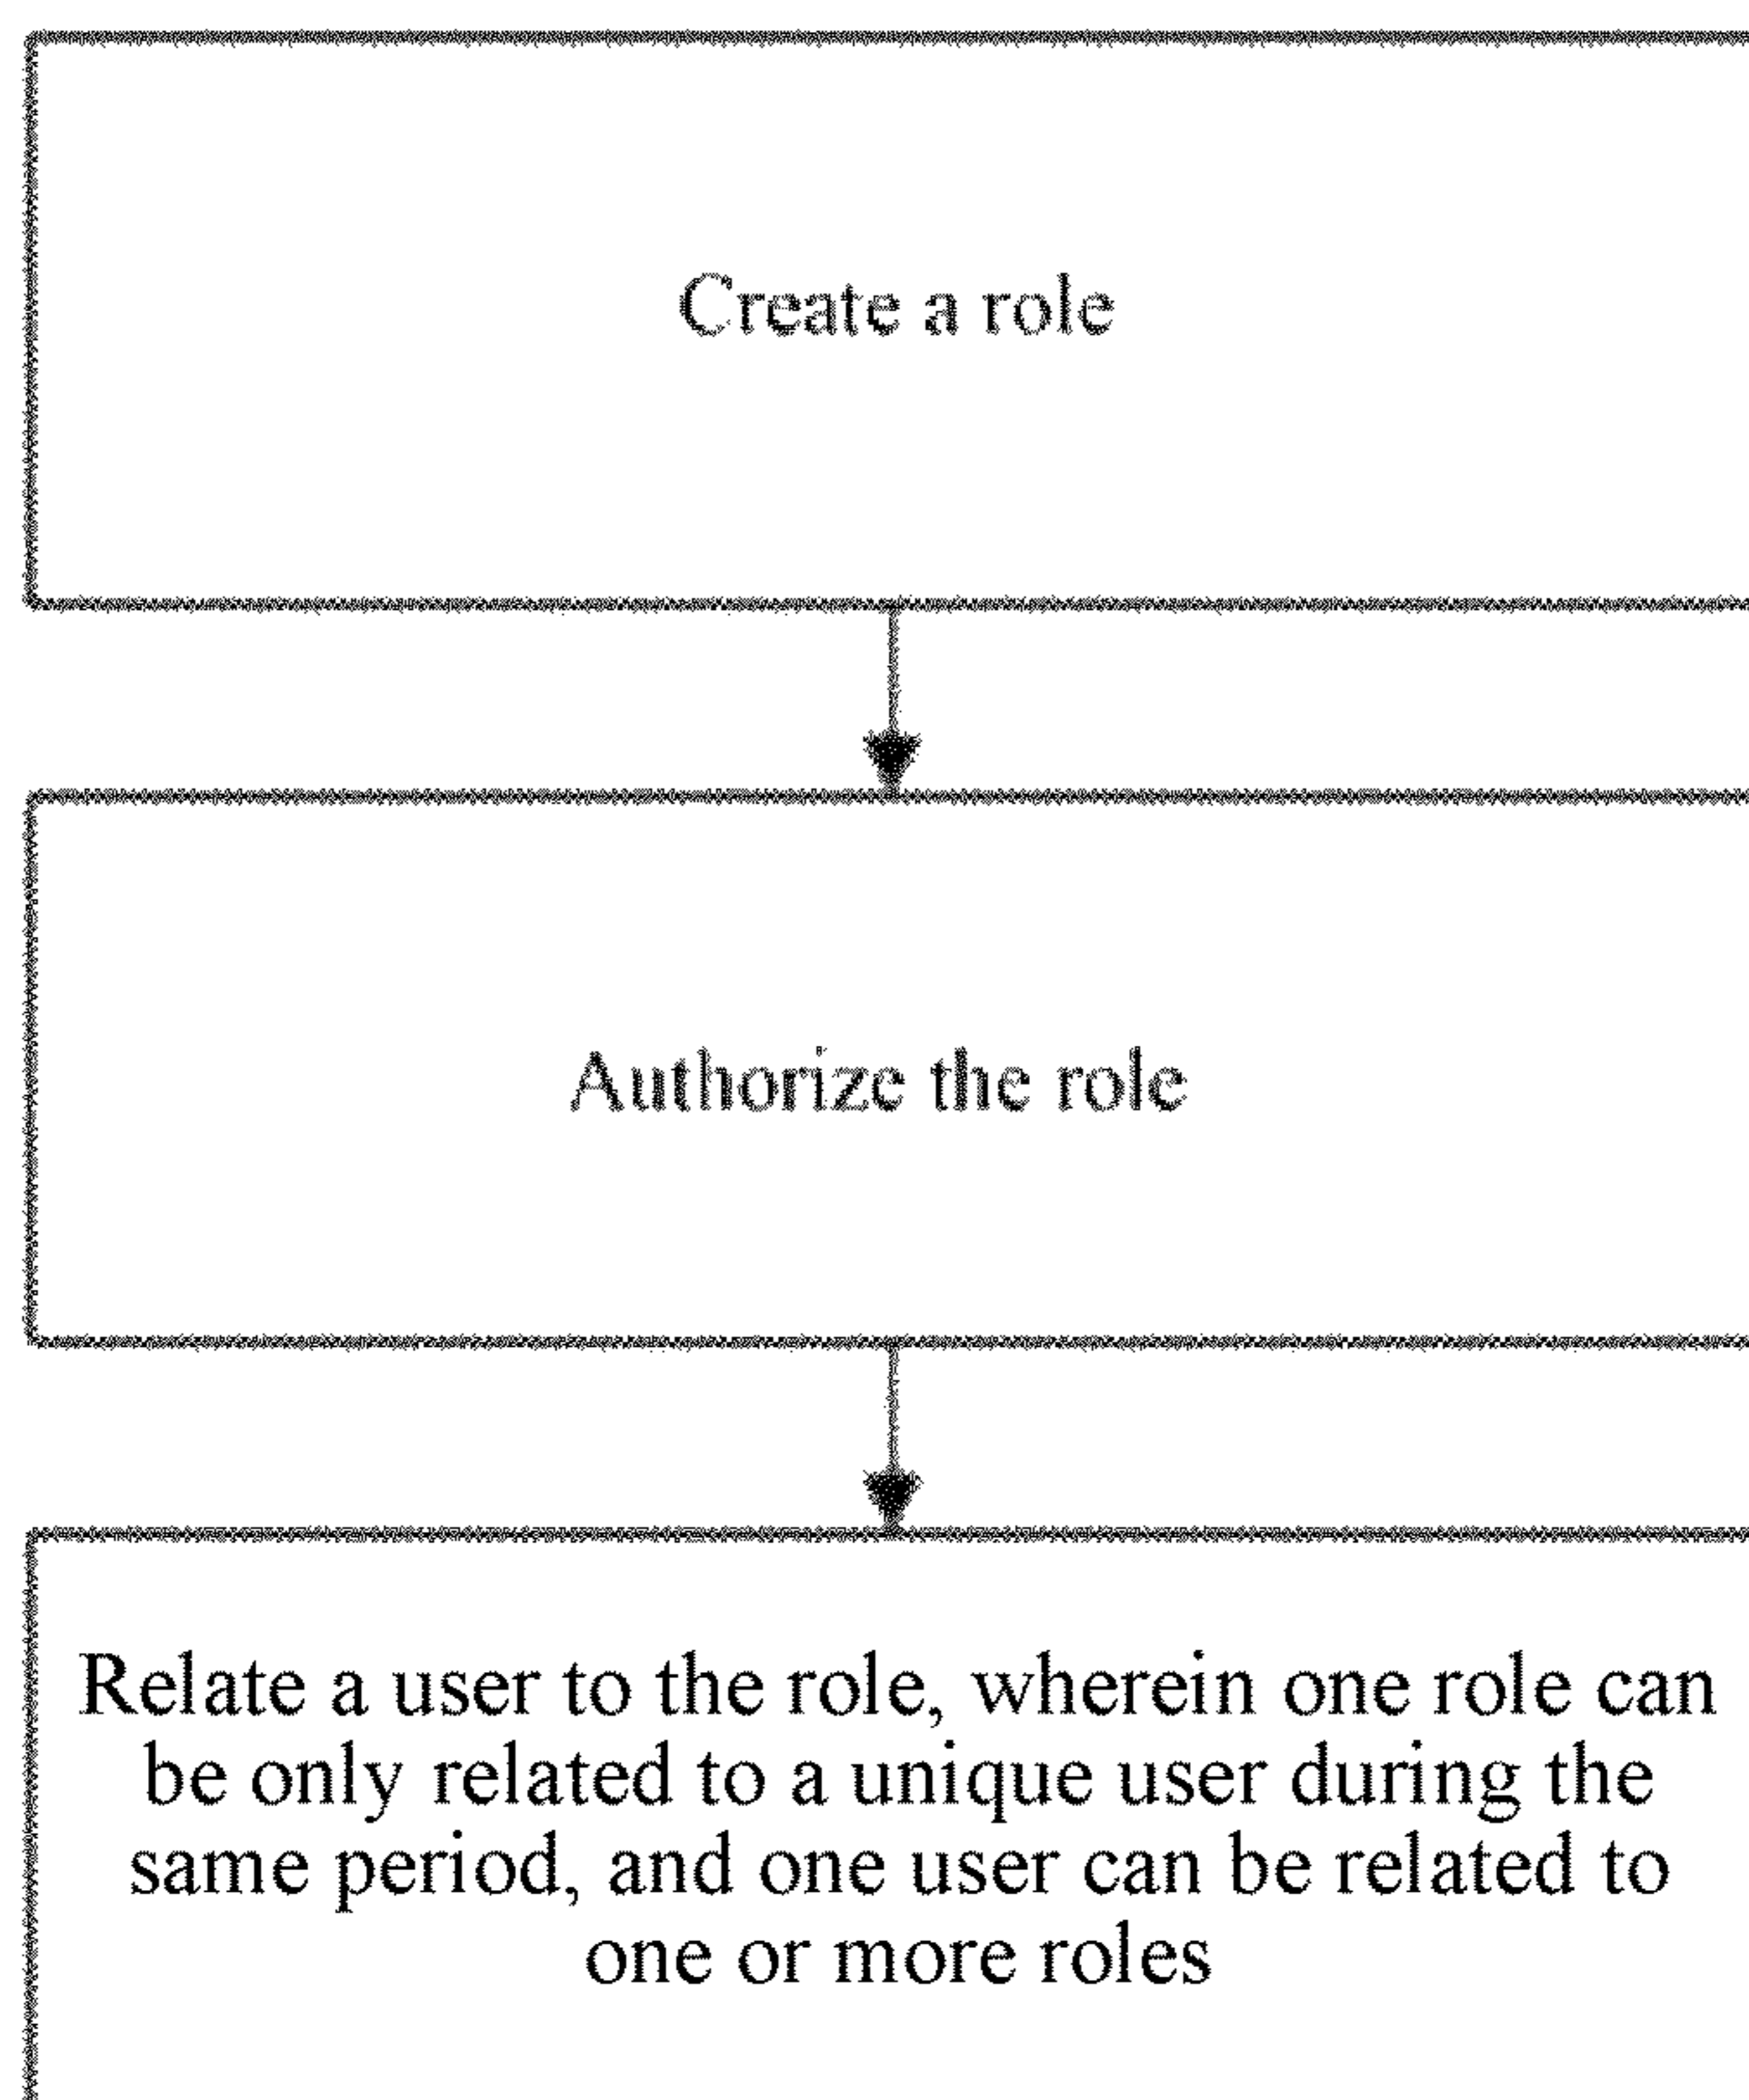 Create a role
Authorize the role
Relate a user to the role, wherein one role can
be only related to a unique user during the
same period, and one user can be related to
one or more roles